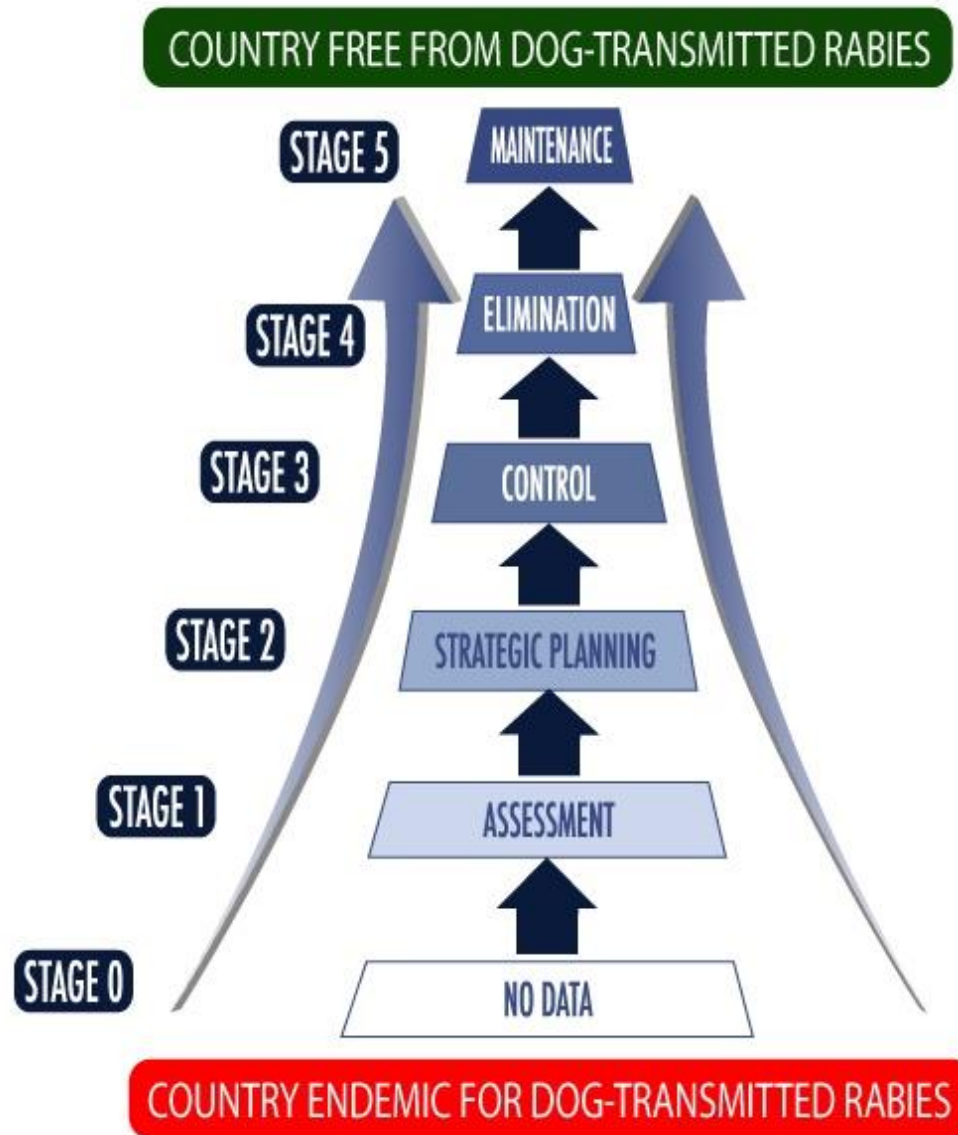 COUNTRY FREE FROM DOG-TRANSMITTED RABIES
STAGE 5
MAINTENANCE
STAGE 4
ELIMINATION
STAGE 3
CONTROL
STAGE 2
STRATEGIC PLANNING
STAGE 1
ASSESSMENT
STAGE 0
NO DATA
COUNTRY ENDEMIC FOR DOG-TRANSMITTED RABIES